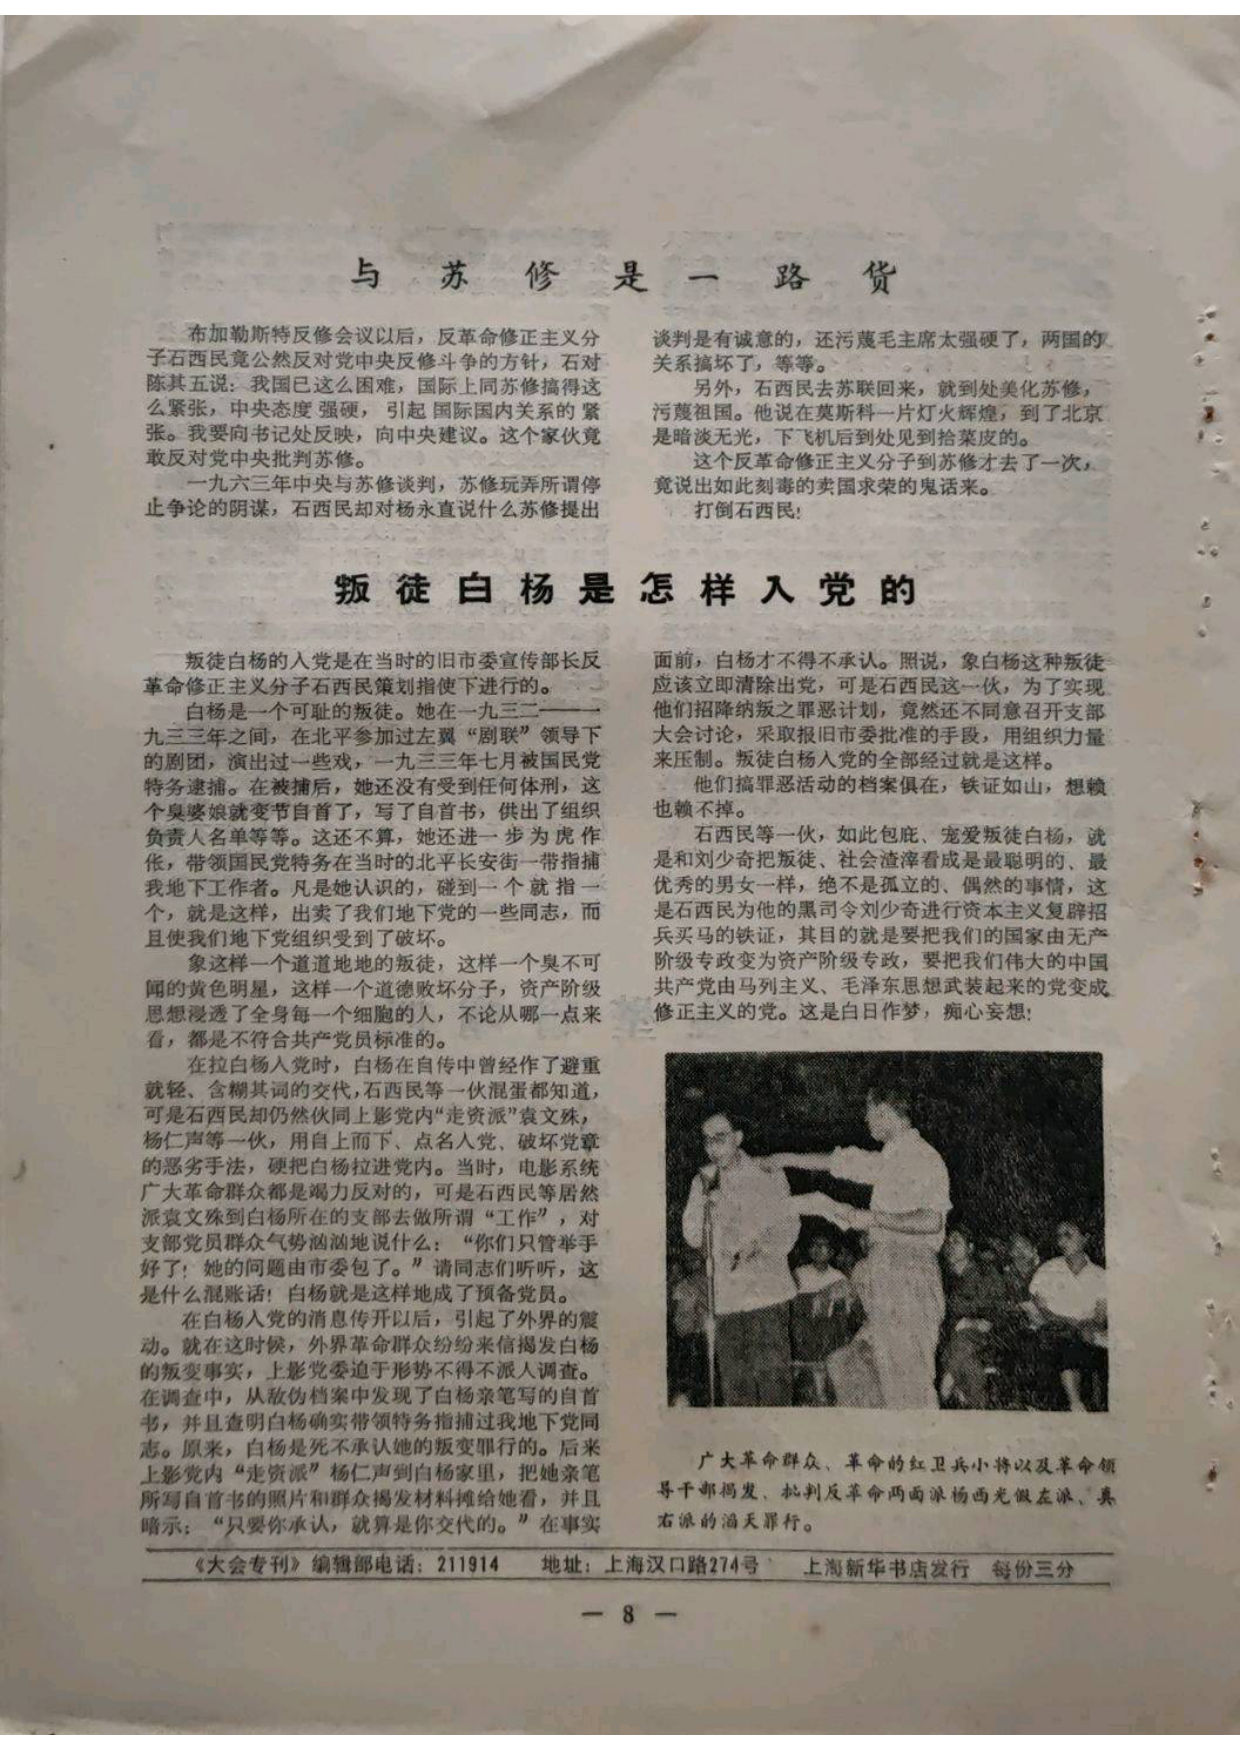 与苏修是一路货
布加勒斯特反修会议以后，反革命修正主义分
子石西民竟公然反对党中央反修斗争的方针，石对
陈其五说：我国已这么困难，国际上同苏修搞得这
么紧张，中央态度强硬，引起国际国内关系的紧
张。我要向书记处反映，向中央建议。这个家伙竟
敢反对党中央批判苏修。
一九六三年中央与苏修谈判，苏修玩弄所谓停
止争论的阴谋，石西民却对杨永直说什么苏修提出
谈判是有诚意的，还污蔑毛主席太强硬了，两国的
关系搞坏了，等等。
另外，石西民去苏联回来，就到处美化苏修，
污蔑祖国。他说在莫斯科一片灯火辉煌，到了北京
是暗淡无光，下飞机后到处见到拾菜皮的。
这个反革命修正主义分子到苏修才去了一次，
竟说出如此刻毒的卖国求荣的鬼话来。
打倒石西民！
叛徒白杨是怎样入党的
叛徒白杨的入党是在当时的旧市委宣传部长反
革命修正主义分子石西民策划指使下进行的。
白杨是一个可耻的叛徒。她在一九三二——一
九三三年之间，在北平参加过左翼“剧联”领导下
的剧团，演出过一些戏，一九三三年七月被国民党
特务逮捕。在被捕后，她还没有受到任何体刑，这
个臭婆娘就变节自首了，写了自首书，供出了组织
负责人名单等等。这还不算，她还进一步为虎作
伥，带领国民党特务在当时的北平长安街一带指捕
我地下工作者。凡是她认识的，碰到一个就指一
个，就是这样，出卖了我们地下党的一些同志，而
且使我们地下党组织受到了破坏。
象这样一个道道地地的叛徒，这样一个臭不可
闻的黄色明星，这样一个道德败坏分子，资产阶级
思想浸透了全身每一个细胞的人，不论从哪一点来
看，都是不符合共产党员标准的。
在拉白杨入党时，白杨在自传中曾经作了避重
就轻、含糊其词的交代，石西民等一伙混蛋都知道，
可是石西民却仍然伙同上影党内“走资派”袁文殊，
杨仁声等一伙，用自上而下、点名入党、破坏党章
的恶劣手法，硬把白杨拉进党内。当时，电影系统
广大革命群众都是竭力反对的，可是石西民等居然
派袁文殊到白杨所在的支部去做所谓“工作”，对
支部党员群众气势汹汹地说什么：“你们只管举手
好了！她的问题由市委包了。”请同志们听听，这
是什么混账话！白杨就是这样地成了预备党员。
在白杨入党的消息传开以后，引起了外界的震
动。就在这时候，外界革命群众纷纷来信揭发白杨
的叛变事实，上影党委迫于形势不得不派人调查。
在调查中，从敌伪档案中发现了白杨亲笔写的自首
书，并且查明白杨确实带领特务指捕过我地下党同
志。原来，白杨是死不承认她的叛变罪行的。后来
上影党内“走资派”杨仁声到白杨家里，把她亲笔
所写自首书的照片和群众揭发材料摊给她看，并且
暗示：“只要你承认，就算是你交代的。”在事实
面前，白杨才不得不承认。照说，象白杨这种叛徒
应该立即清除出党，可是石西民这一伙，为了实现
他们招降纳叛之罪恶计划，竟然还不同意召开支部
大会讨论，采取报旧市委批准的手段，用组织力量
来压制。叛徒白杨入党的全部经过就是这样。
他们搞罪恶活动的档案俱在，铁证如山，想赖
也赖不掉。
石西民等一伙，如此包庇、宠爱叛徒白杨，就
是和刘少奇把叛徒、社会渣滓看成是最聪明的、最
优秀的男女一样，绝不是孤立的、偶然的事情，这
是石西民为他的黑司令刘少奇进行资本主义复辟招
兵买马的铁证，其目的就是要把我们的国家由无产
阶级专政变为资产阶级专政，要把我们伟大的中国
共产党由马列主义、毛泽东思想武装起来的党变成
修正主义的党。这是白日作梦，痴心妄想！
广大革命群众、革命的红卫兵小将以及革命领
导干部揭发、批判反革命两面派杨西光假左派、真
右派的滔天罪行。
《大会专刊》编辑部电话：211914 地址：上海汉口路274号 上海新华书店发行 每份三分
— 8 —